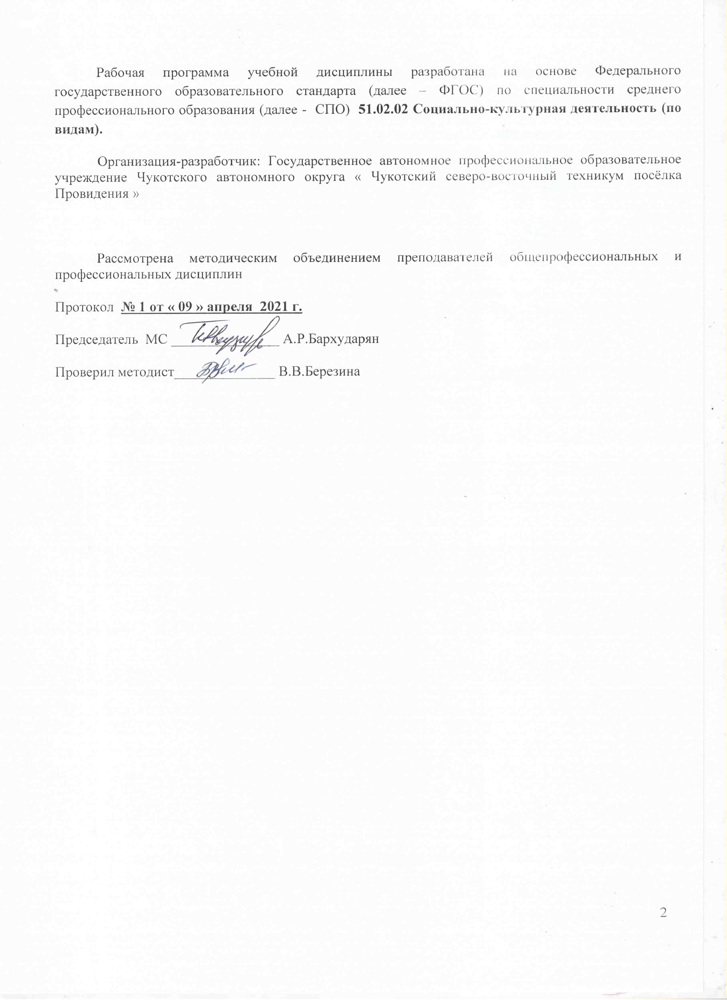 Рабочая программа учебной дисциплины разработана на основе Федерального
государственного образовательного стандарта (далее – ФГОС) по специальности среднего
профессионального образования (далее - СПО) 51.02.02 Социально-культурная деятельность (по
видам).
Организация-разработчик: Государственное автономное профессиональное образовательное
учреждение Чукотского автономного округа « Чукотский северо-восточный техникум посёлка
Провидения »
Рассмотрена методическим объединением преподавателей общепрофессиональных и
профессиональных дисциплин
Протокол № 1 от « 09 » апреля 2021 г.
Председатель МС ______________ А.Р.Бархударян
Проверил методист_____________ В.В.Березина
2